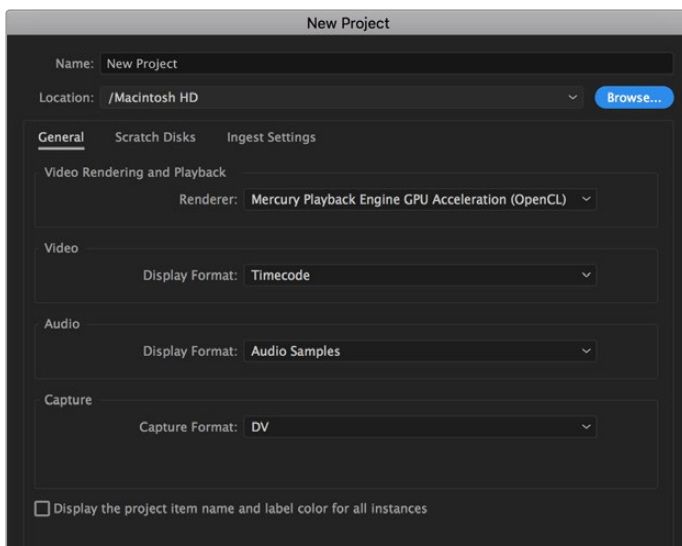 New Project
Name: New Project
Location: /Macintosh HD Browse...
General Scratch Disks Ingest Settings
Video Rendering and Playback
Renderer: Mercury Playback Engine GPU Acceleration (OpenCL)
Video
Display Format: Timecode
Audio
Display Format: Audio Samples
Capture
Capture Format: DV
Display the project item name and label color for all instances